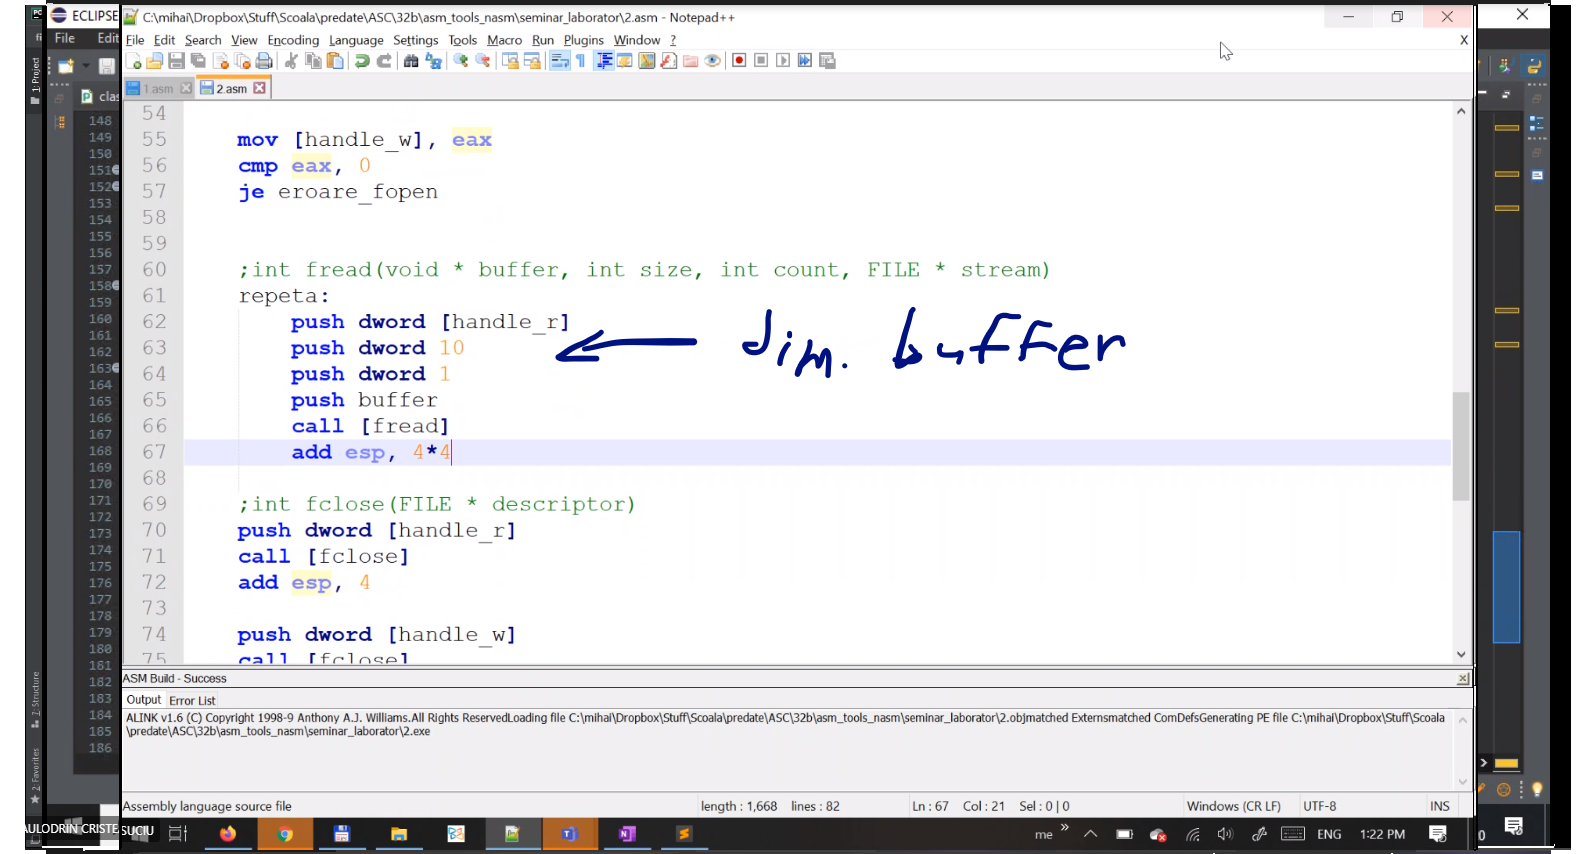 ECLIPSE
C:\mihai\Dropbox\Stuff\Scoala\predate\ASC\32b\asm_tools_nasm\seminar_laborator\2.asm - Notepad++
File Edit
File Edit Search View Encoding Language Settings Tools Macro Run Plugins Window ? X
1: Project
1.asm 2.asm
clas
148
149
150
151
152
153
154
155
156
157
158
159
160
161
162
163
164
165
166
167
168
169
170
171
172
173
174
175
176
177
178
179
180
181
182
183
184
185
186
54
55 mov [handle_w], eax
56 cmp eax, 0
57 je eroare_fopen
58
59
60 ;int fread(void * buffer, int size, int count, FILE * stream)
61 repeta:
62 push dword [handle_r]
63 push dword 10
dim. buffer
64 push dword 1
65 push buffer
66 call [fread]
67 add esp, 4*4
68
69 ;int fclose(FILE * descriptor)
70 push dword [handle_r]
71 call [fclose]
72 add esp, 4
73
74 push dword [handle_w]
75 call [fclose]
Z: Structure
2: Favorites
ASM Build - Success
Output Error List
ALINK v1.6 (C) Copyright 1998-9 Anthony A.J. Williams.All Rights ReservedLoading file C:\mihai\Dropbox\Stuff\Scoala\predate\ASC\32b\asm_tools_nasm\seminar_laborator\2.objmatched Externsmatched ComDefsGenerating PE file C:\mihai\Dropbox\Stuff\Scoala
\predate\ASC\32b\asm_tools_nasm\seminar_laborator\2.exe
Assembly language source file length : 1,668 lines : 82 Ln : 67 Col : 21 Sel : 0 | 0 Windows (CR LF) UTF-8 INS
AULODRIN CRISTE SUCIU me ENG 1:22 PM